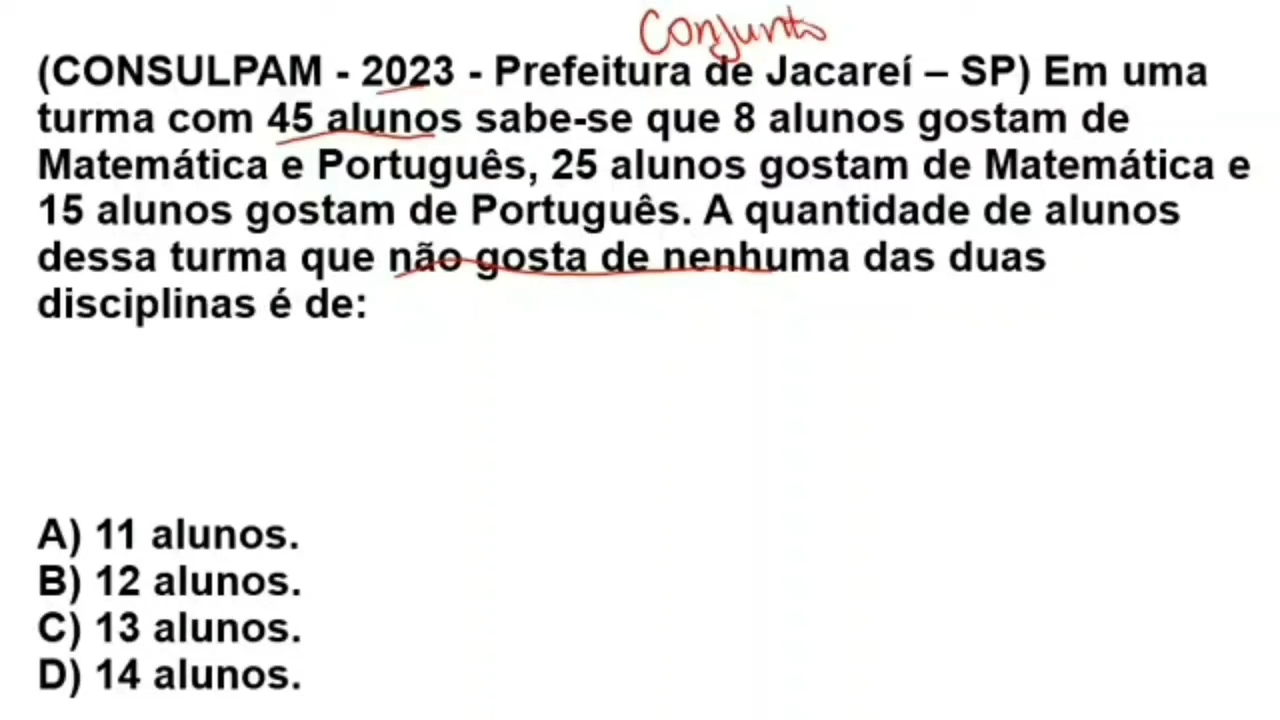 Conjunto
(CONSULPAM - 2023 - Prefeitura de Jacareí – SP) Em uma
turma com 45 alunos sabe-se que 8 alunos gostam de
Matemática e Português, 25 alunos gostam de Matemática e
15 alunos gostam de Português. A quantidade de alunos
dessa turma que não gosta de nenhuma das duas
disciplinas é de:
A) 11 alunos.
B) 12 alunos.
C) 13 alunos.
D) 14 alunos.